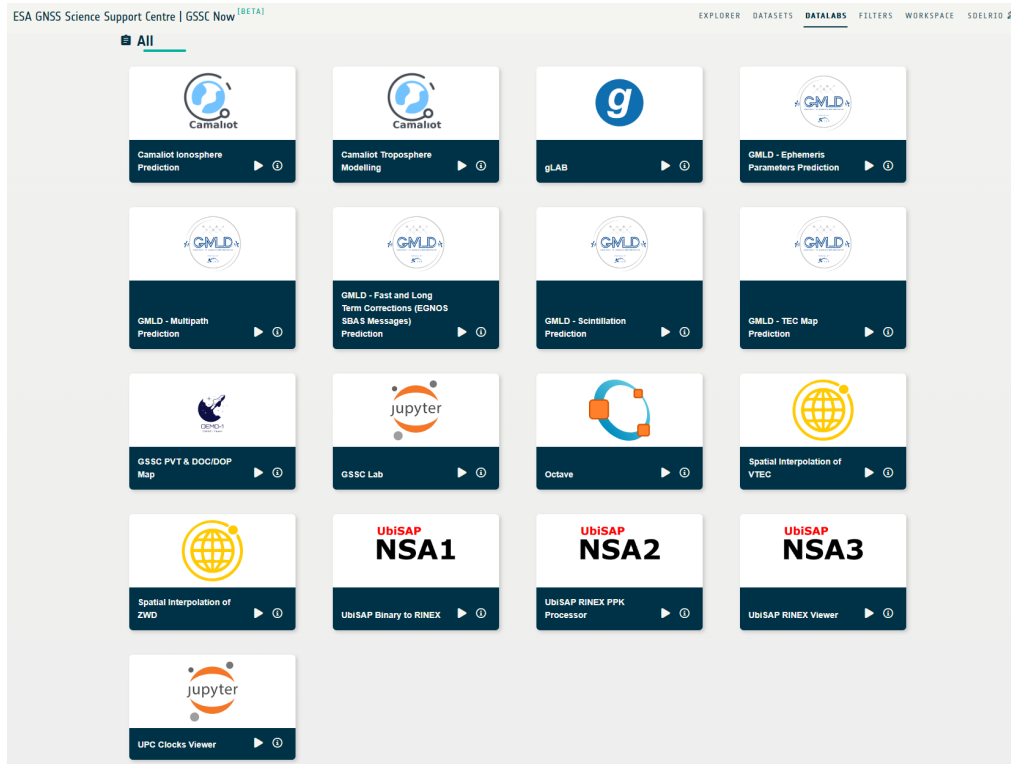 ESA GNSS Science Support Centre | GSSC Now [BETA]
EXPLORER DATASETS DATALABS FILTERS WORKSPACE SDELRIO
All
Camaliot
Camaliot
g
GMLD
Camaliot Ionosphere
Prediction
Camaliot Troposphere
Modelling
gLAB
GMLD - Ephemeris
Parameters Prediction
GMLD
GMLD
GMLD
GMLD
GMLD - Multipath
Prediction
GMLD - Fast and Long
Term Corrections (EGNOS
SBAS Messages)
Prediction
GMLD - Scintillation
Prediction
GMLD - TEC Map
Prediction
jupyter
GSSC PVT & DOC/DOP
Map
GSSC Lab
Octave
Spatial Interpolation of
VTEC
UbiSAP
NSA1
UbiSAP
NSA2
UbiSAP
NSA3
Spatial Interpolation of
ZWD
UbiSAP Binary to RINEX
UbiSAP RINEX PPK
Processor
UbiSAP RINEX Viewer
jupyter
UPC Clocks Viewer